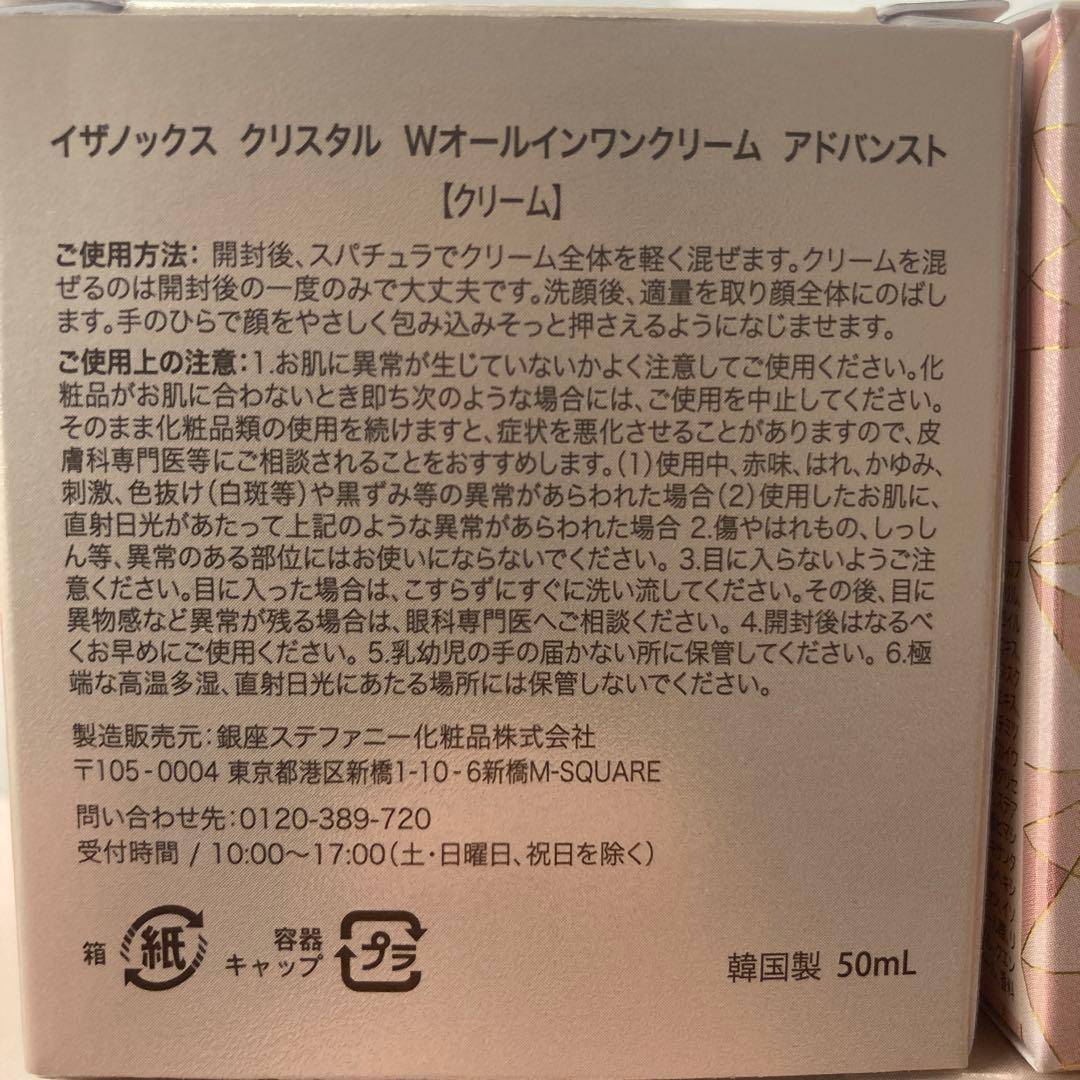 イザノックス クリスタル Wオールインワンクリーム アドバンスト
【クリーム】
ご使用方法：開封後、スパチュラでクリーム全体を軽く混ぜます。クリームを混
ぜるのは開封後の一度のみで大丈夫です。洗顔後、適量を取り顔全体にのばし
ます。手のひらで顔をやさしく包み込みそっと押さえるようになじませます。
ご使用上の注意：1.お肌に異常が生じていないかよく注意してご使用ください。化
粧品がお肌に合わないとき即ち次のような場合には、ご使用を中止してください。
そのまま化粧品類の使用を続けますと、症状を悪化させることがありますので、皮
膚科専門医等にご相談されることをおすすめします。（1）使用中、赤味、はれ、かゆみ、
刺激、色抜け（白斑等）や黒ずみ等の異常があらわれた場合（2）使用したお肌に、
直射日光があたって上記のような異常があらわれた場合 2.傷やはれもの、しっし
ん等、異常のある部位にはお使いにならないでください。 3.目に入らないようご注
意ください。目に入った場合は、こすらずにすぐに洗い流してください。その後、目に
異物感など異常が残る場合は、眼科専門医へご相談ください。 4.開封後はなるべ
くお早めにご使用ください。 5.乳幼児の手の届かない所に保管してください。 6.極
端な高温多湿、直射日光にあたる場所には保管しないでください。
製造販売元：銀座ステファニー化粧品株式会社
〒105-0004 東京都港区新橋1-10-6新橋M-SQUARE
問い合わせ先：0120-389-720
受付時間 / 10:00〜17:00（土・日曜日、祝日を除く）
箱 紙 容器 キャップ プラ
韓国製 50mL